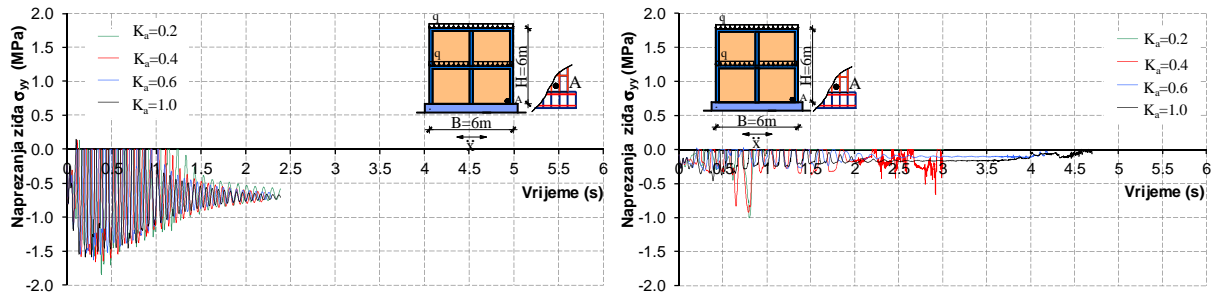 Naprezanja ziđa σyy (MPa)
2.0
1.5
1.0
0.5
0.0
-0.5
-1.0
-1.5
-2.0
Ka=0.2
Ka=0.4
Ka=0.6
Ka=1.0
q
q
A
H=6m
A
B=6m
0 0.5 1 1.5 2 2.5 3 3.5 4 4.5 5 5.5 6
Vrijeme (s)
Naprezanja ziđa σyy (MPa)
2.0
1.5
1.0
0.5
0.0
-0.5
-1.0
-1.5
-2.0
q
q
A
H=6m
A
B=6m
ẍ
Ka=0.2
Ka=0.4
Ka=0.6
Ka=1.0
0 0.5 1 1.5 2 2.5 3 3.5 4 4.5 5 5.5 6
Vrijeme (s)